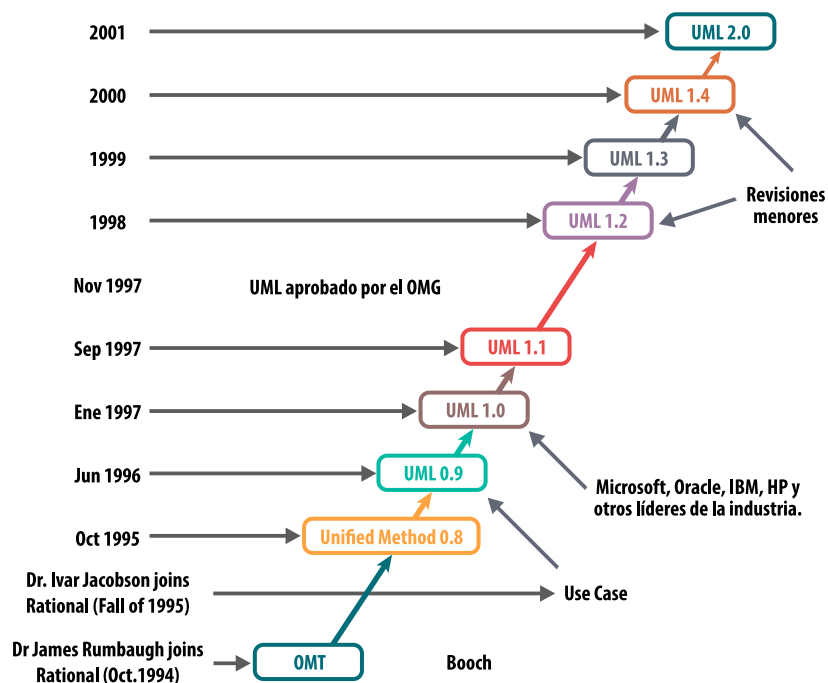 2001
UML 2.0
2000
UML 1.4
1999
UML 1.3
Revisiones
menores
1998
UML 1.2
Nov 1997
UML aprobado por el OMG
Sep 1997
UML 1.1
Ene 1997
UML 1.0
Microsoft, Oracle, IBM, HP y
otros líderes de la industria.
Jun 1996
UML 0.9
Oct 1995
Unified Method 0.8
Dr. Ivar Jacobson joins
Rational (Fall of 1995)
Use Case
Dr James Rumbaugh joins
Rational (Oct.1994)
OMT
Booch